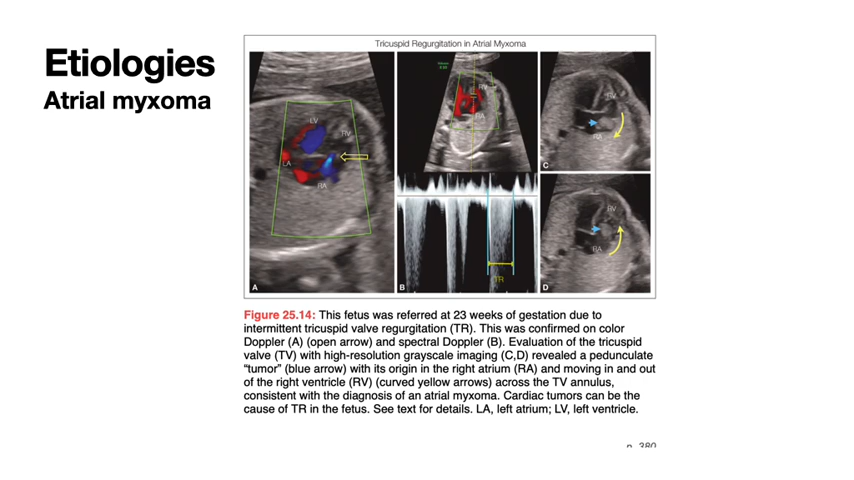 Etiologies
Atrial myxoma
Tricuspid Regurgitation in Atrial Myxoma
LV
RV
LA
RA
A
RV
RA
TR
B
RV
RA
C
RV
RA
D
Figure 25.14: This fetus was referred at 23 weeks of gestation due to
intermittent tricuspid valve regurgitation (TR). This was confirmed on color
Doppler (A) (open arrow) and spectral Doppler (B). Evaluation of the tricuspid
valve (TV) with high-resolution grayscale imaging (C,D) revealed a pedunculate
“tumor” (blue arrow) with its origin in the right atrium (RA) and moving in and out
of the right ventricle (RV) (curved yellow arrows) across the TV annulus,
consistent with the diagnosis of an atrial myxoma. Cardiac tumors can be the
cause of TR in the fetus. See text for details. LA, left atrium; LV, left ventricle.
p. 380